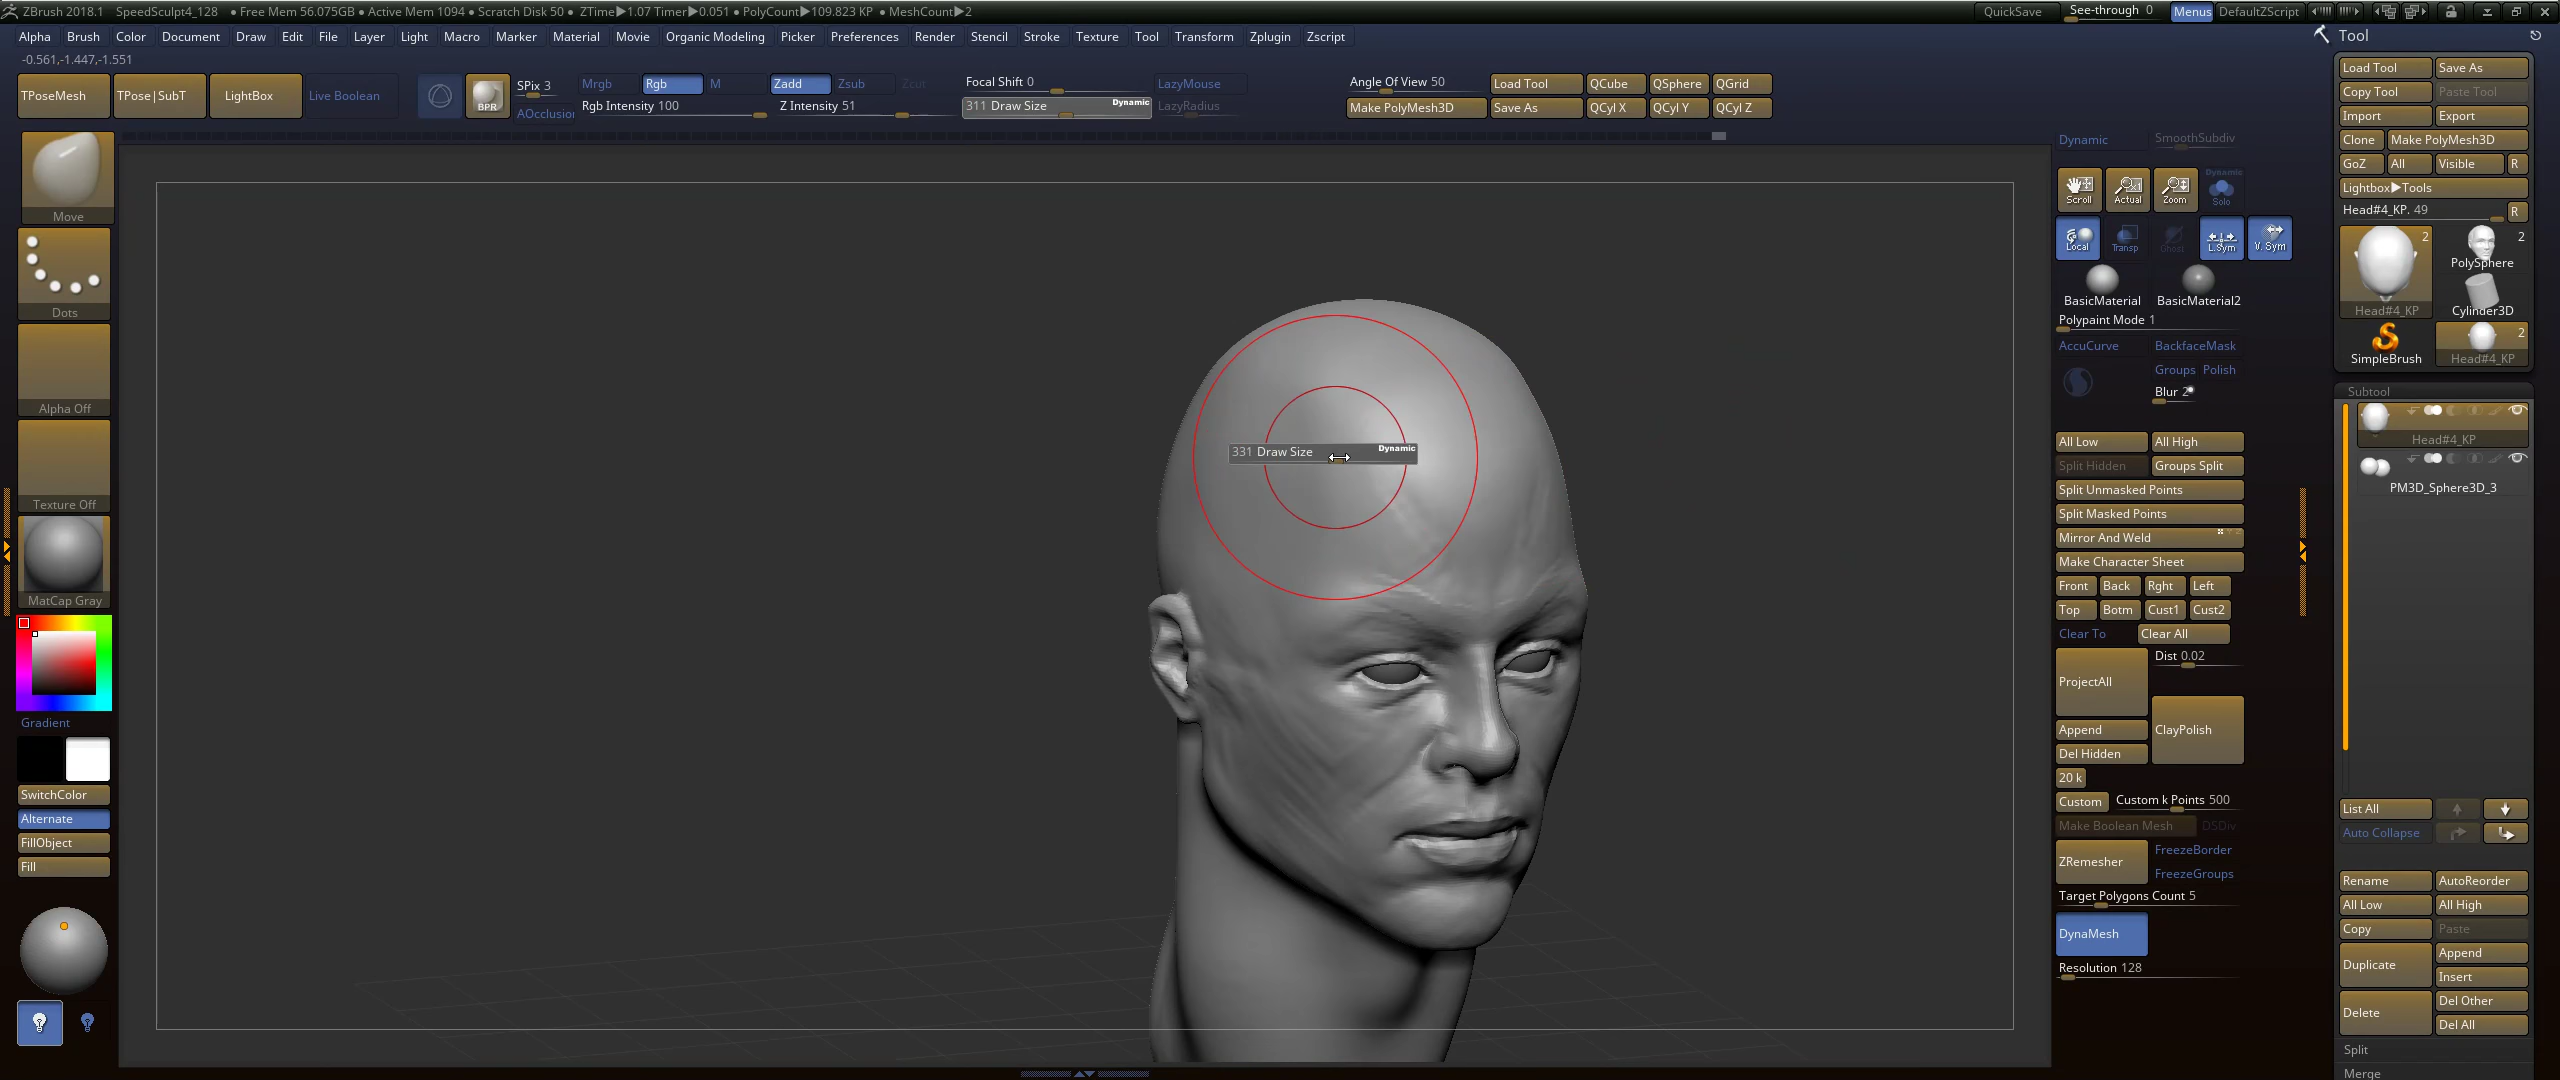 ZBrush 2018.1 SpeedSculpt4_128 • Free Mem 56.075GB • Active Mem 1094 • Scratch Disk 50 • ZTime▶1.07 Timer▶0.051 • PolyCount▶109.823 KP • MeshCount▶2 QuickSave See-through 0 Menus DefaultZScript
Alpha Brush Color Document Draw Edit File Layer Light Macro Marker Material Movie Organic Modeling Picker Preferences Render Stencil Stroke Texture Tool Transform Zplugin Zscript
-0.561,-1.447,-1.551
TPoseMesh TPose|SubT LightBox Live Boolean
BPR
SPix 3
AOcclusion
Mrgb Rgb M Zadd Zsub Zcut
Rgb Intensity 100 Z Intensity 51
Focal Shift 0
311 Draw Size Dynamic
LazyMouse
LazyRadius
Angle Of View 50 Load Tool QCube QSphere QGrid
Make PolyMesh3D Save As QCyl X QCyl Y QCyl Z
Move
Dots
Alpha Off
Texture Off
MatCap Gray
Gradient
SwitchColor
Alternate
FillObject
Fill
331 Draw Size Dynamic
Dynamic SmoothSubdiv
Scroll Actual Zoom Dynamic Solo
Local Transp Ghost L.Sym V. Sym
BasicMaterial BasicMaterial2
Polypaint Mode 1
AccuCurve BackfaceMask
Groups Polish
Blur 2
All Low All High
Split Hidden Groups Split
Split Unmasked Points
Split Masked Points
Mirror And Weld
Make Character Sheet
Front Back Rght Left
Top Botm Cust1 Cust2
Clear To Clear All
ProjectAll Dist 0.02
Append ClayPolish
Del Hidden
20 k
Custom Custom k Points 500
Make Boolean Mesh DSDiv
ZRemesher FreezeBorder
FreezeGroups
Target Polygons Count 5
DynaMesh
Resolution 128
Tool
Load Tool Save As
Copy Tool Paste Tool
Import Export
Clone Make PolyMesh3D
GoZ All Visible R
Lightbox▶Tools
Head#4_KP. 49 R
2 2
PolySphere
Head#4_KP Cylinder3D
2
SimpleBrush Head#4_KP
Subtool
Head#4_KP
PM3D_Sphere3D_3
List All
Auto Collapse
Rename AutoReorder
All Low All High
Copy Paste
Duplicate Append
Insert
Delete Del Other
Del All
Split
Merge